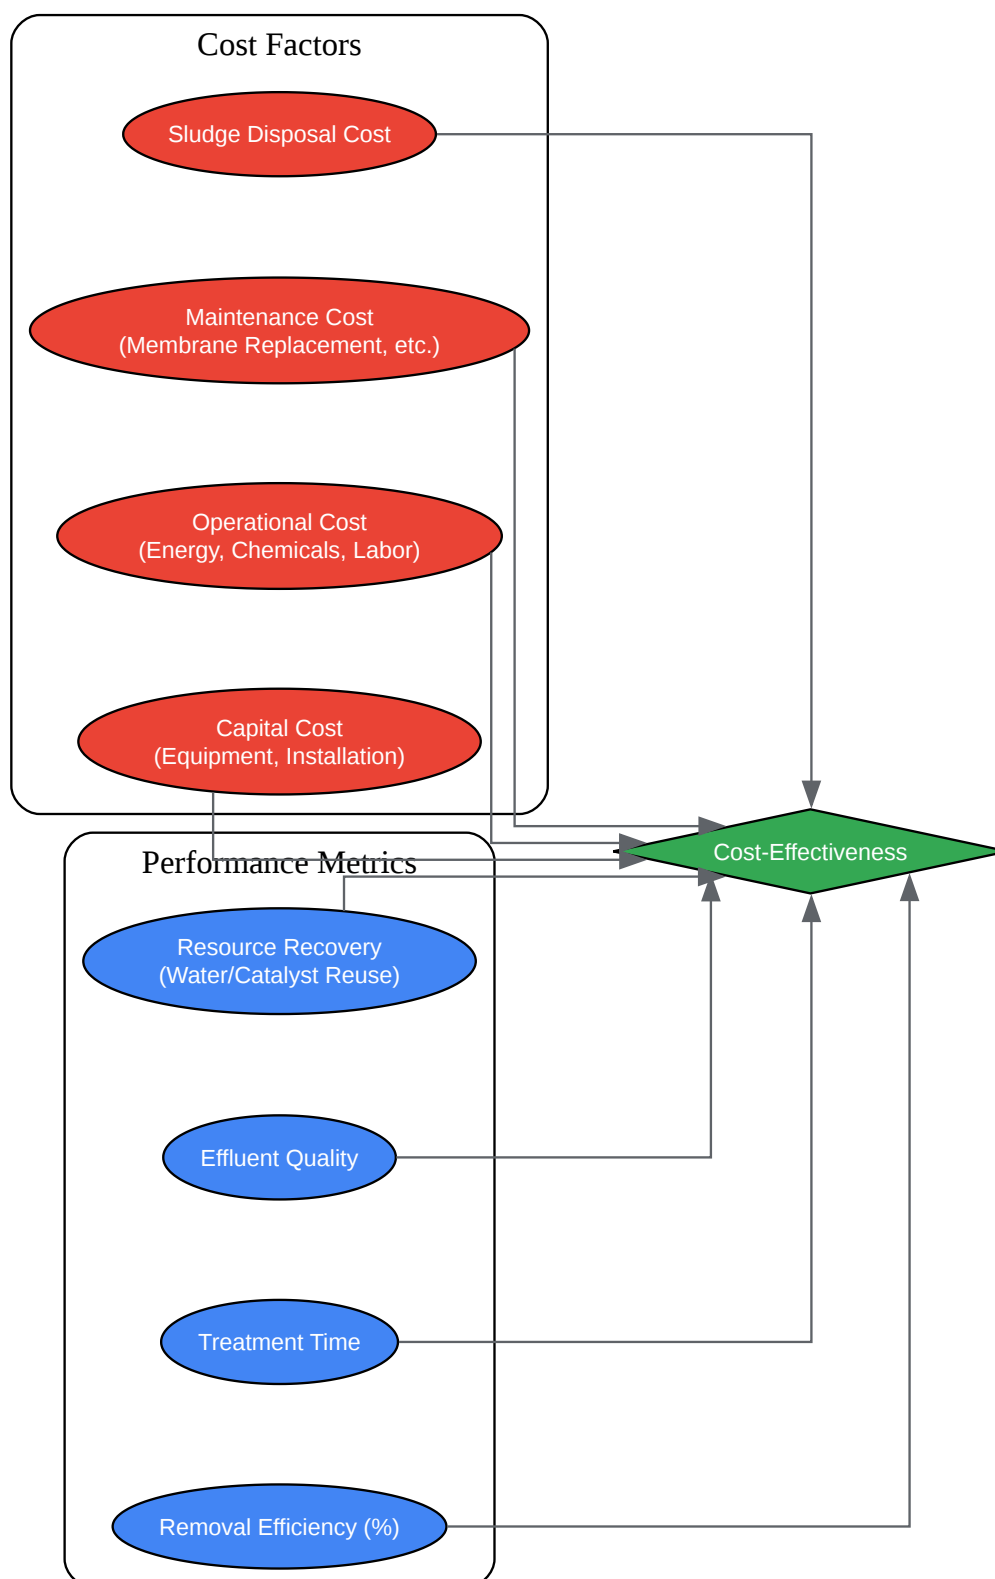 Cost Factors
Sludge Disposal Cost
Maintenance Cost
(Membrane Replacement, etc.)
Operational Cost
(Energy, Chemicals, Labor)
Capital Cost
(Equipment, Installation)
Cost-Effectiveness
Performance Metrics
Resource Recovery
(Water/Catalyst Reuse)
Effluent Quality
Treatment Time
Removal Efficiency (%)